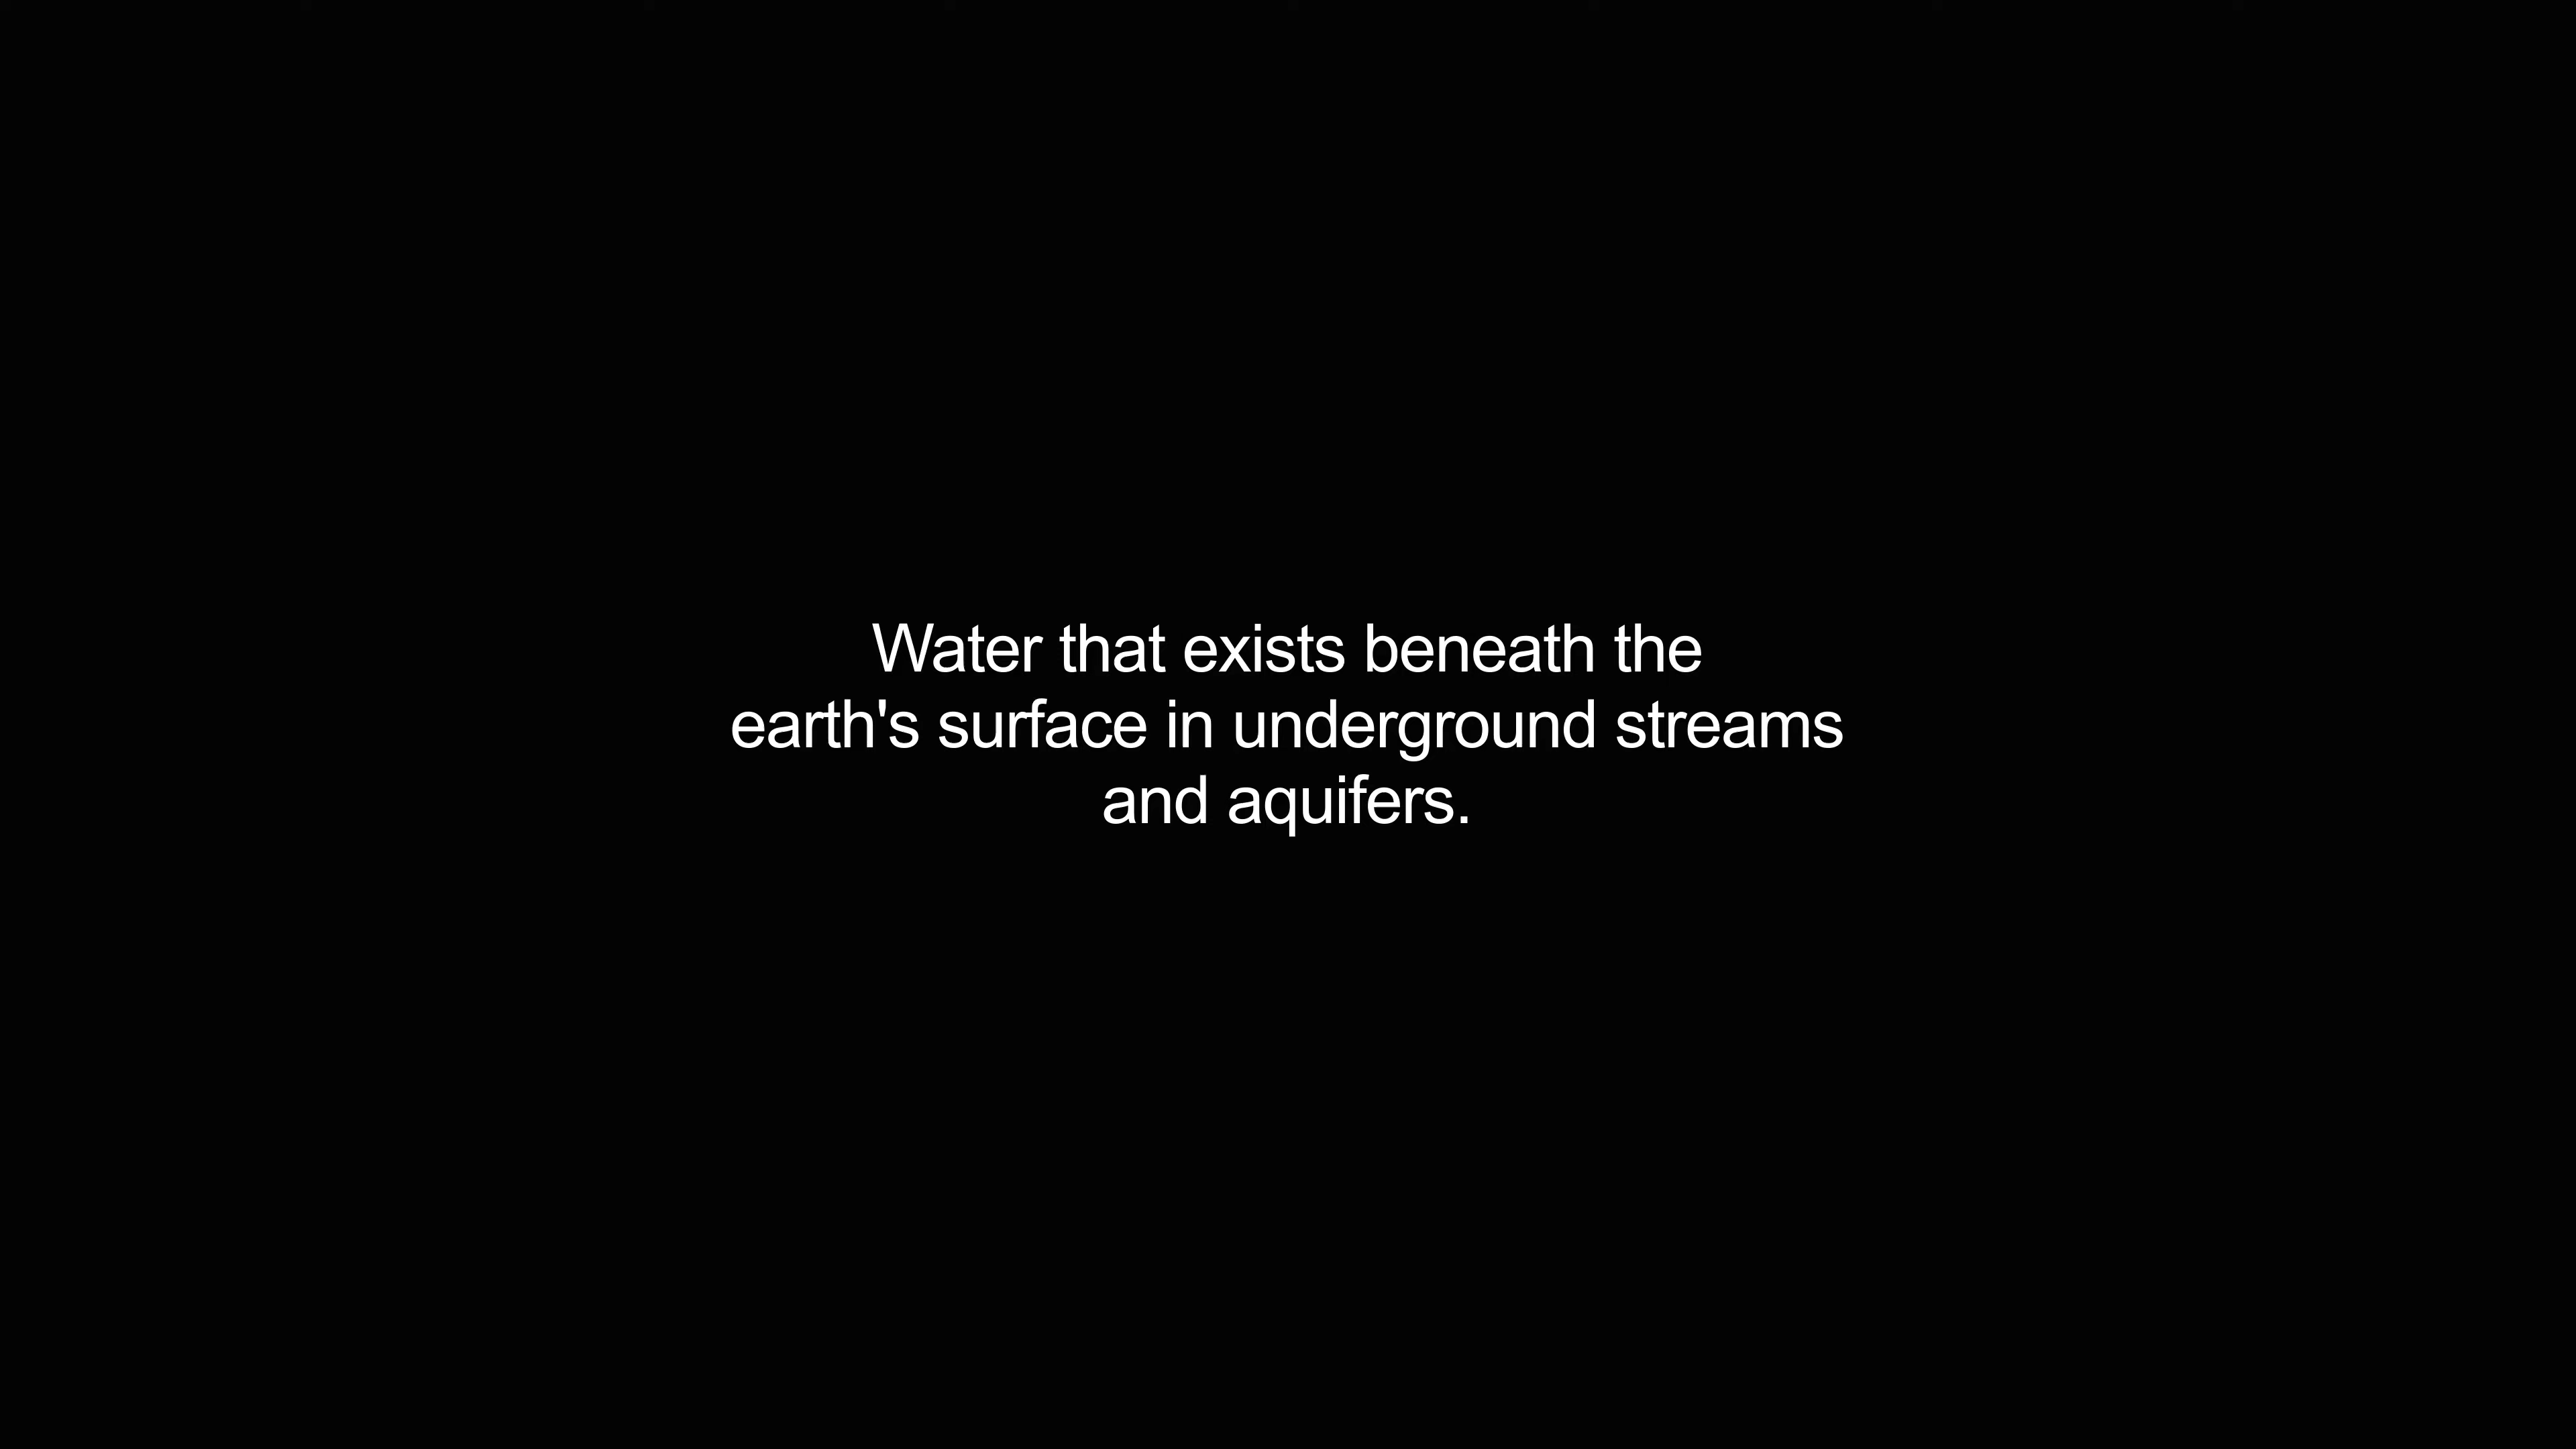 Water that exists beneath the
earth's surface in underground streams
and aquifers.